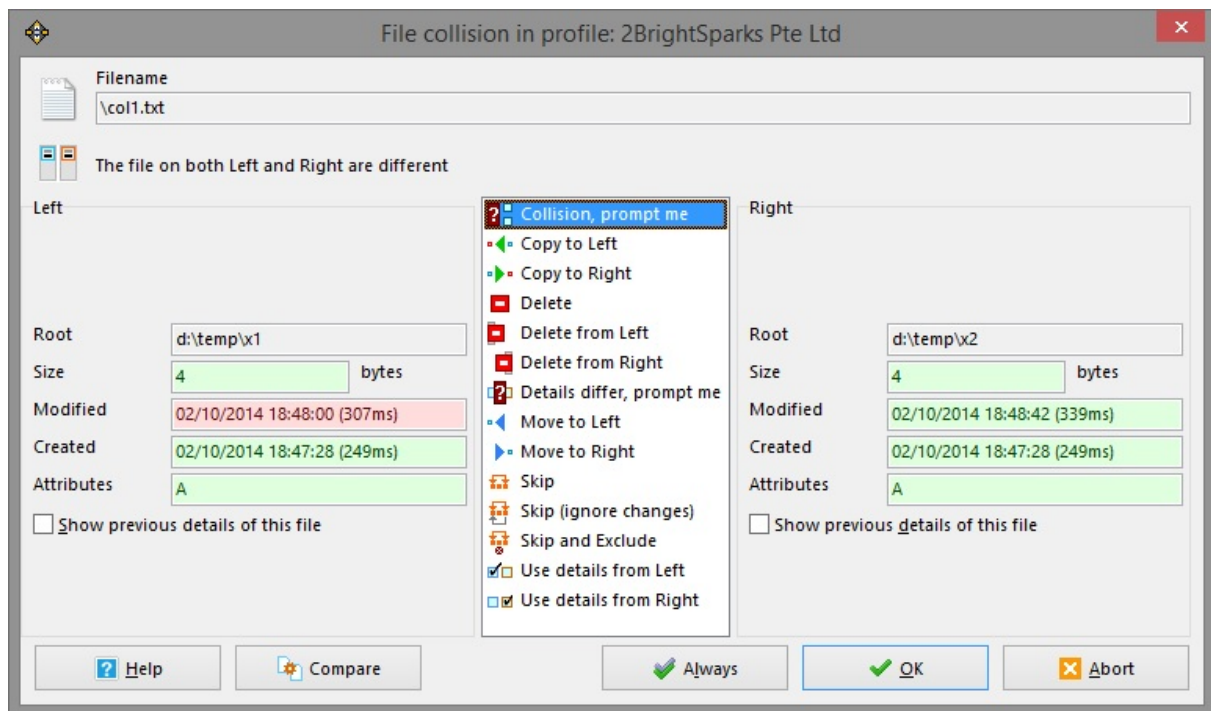 File collision in profile: 2BrightSparks Pte Ltd
Filename
\col1.txt
The file on both Left and Right are different
Left
Root
d:\temp\x1
Size
4
bytes
Modified
02/10/2014 18:48:00 (307ms)
Created
02/10/2014 18:47:28 (249ms)
Attributes
A
Show previous details of this file
Collision, prompt me
Copy to Left
Copy to Right
Delete
Delete from Left
Delete from Right
Details differ, prompt me
Move to Left
Move to Right
Skip
Skip (ignore changes)
Skip and Exclude
Use details from Left
Use details from Right
Right
Root
d:\temp\x2
Size
4
bytes
Modified
02/10/2014 18:48:42 (339ms)
Created
02/10/2014 18:47:28 (249ms)
Attributes
A
Show previous details of this file
Help
Compare
Always
OK
Abort